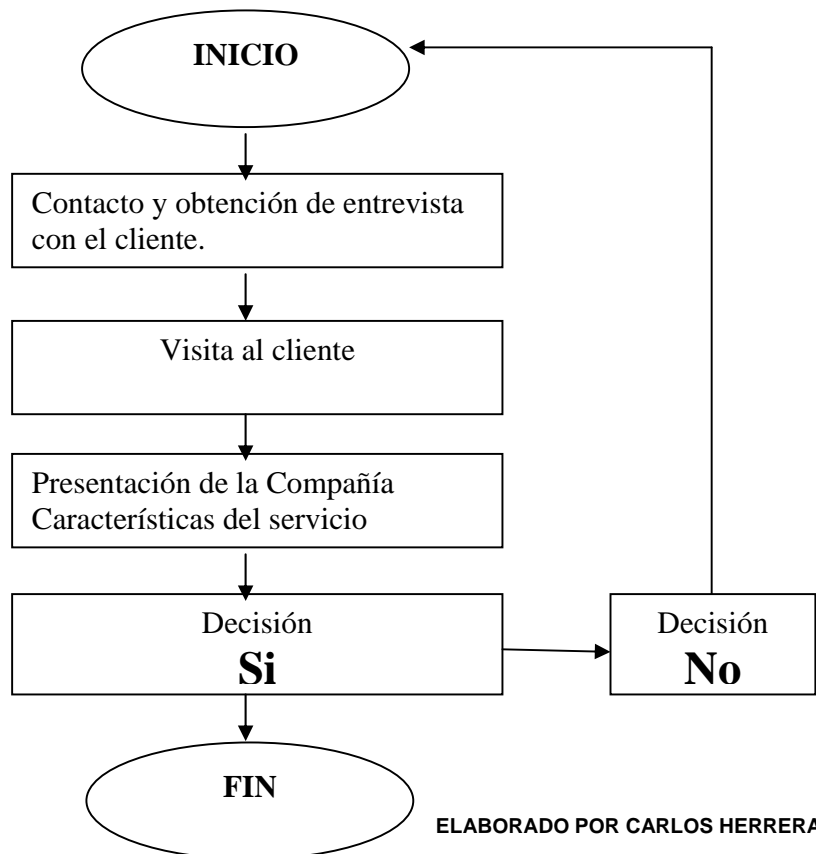 INICIO
Contacto y obtención de entrevista
con el cliente.
Visita al cliente
Presentación de la Compañía
Características del servicio
Decisión
Si
Decisión
No
FIN
ELABORADO POR CARLOS HERRERA